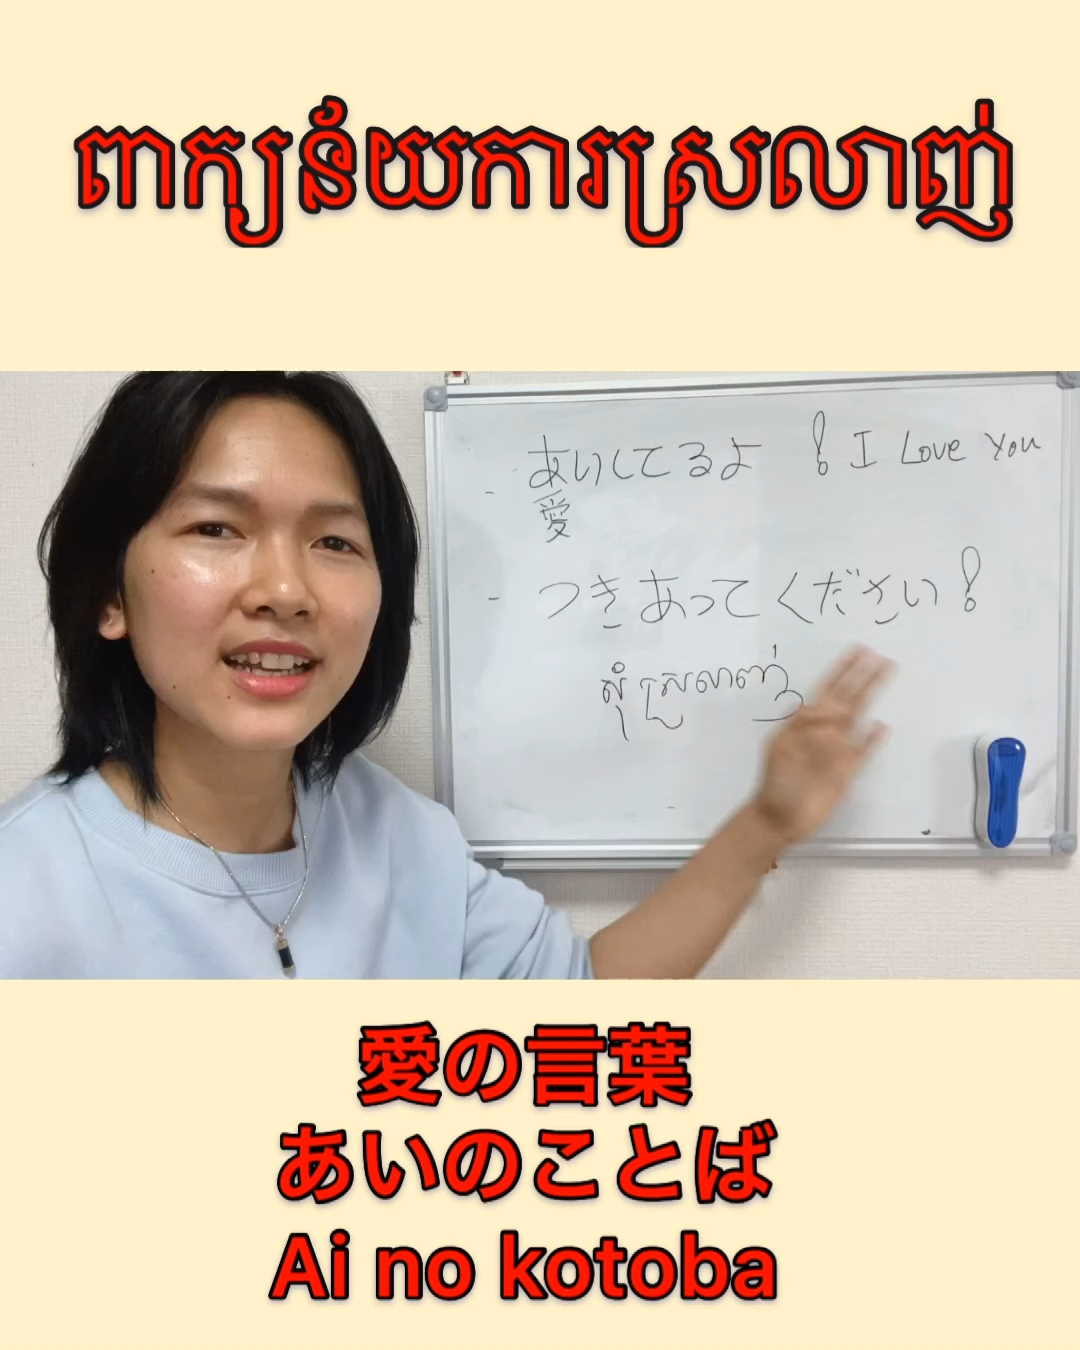 ពាក្យន័យការស្រលាញ់
- あいしてるよ ! I Love You
愛
- つきあってください!
សុំស្រលាញ់
愛の言葉
あいのことば
Ai no kotoba